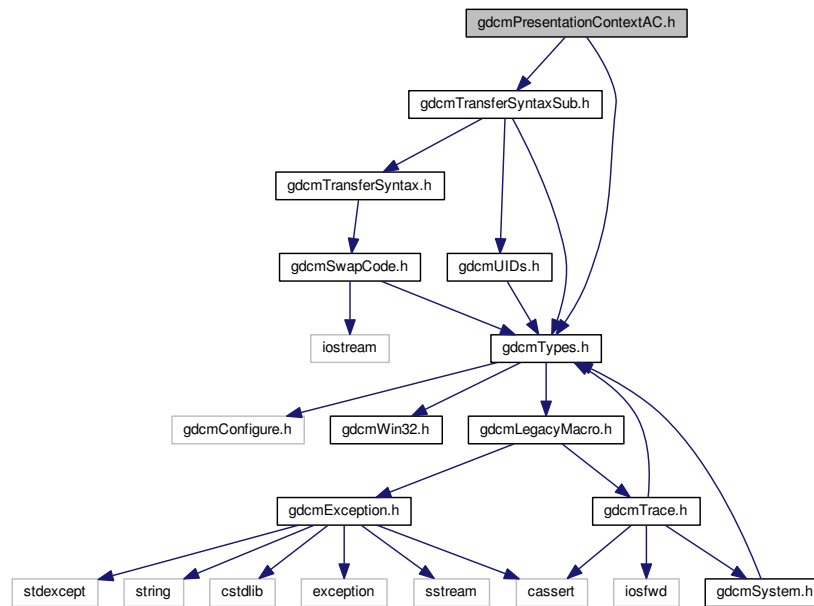 gdcmPresentationContextAC.h
gdcmTransferSyntaxSub.h
gdcmTransferSyntax.h
gdcmSwapCode.h
gdcmUIDs.h
iostream
gdcmTypes.h
gdcmConfigure.h
gdcmWin32.h
gdcmLegacyMacro.h
gdcmException.h
gdcmTrace.h
stdexcept
string
cstdlib
exception
sstream
cassert
iosfwd
gdcmSystem.h